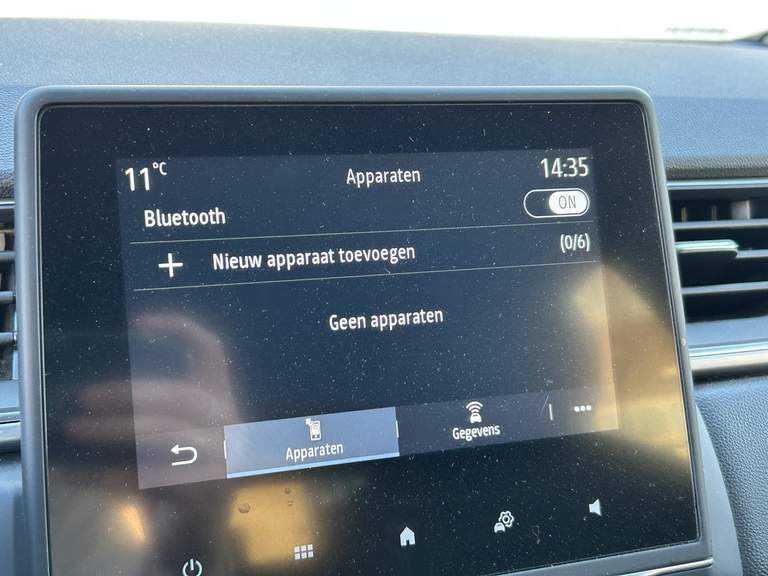 11°C Apparaten 14:35
Bluetooth ON
Nieuw apparaat toevoegen (0/6)
Geen apparaten
Apparaten Gegevens